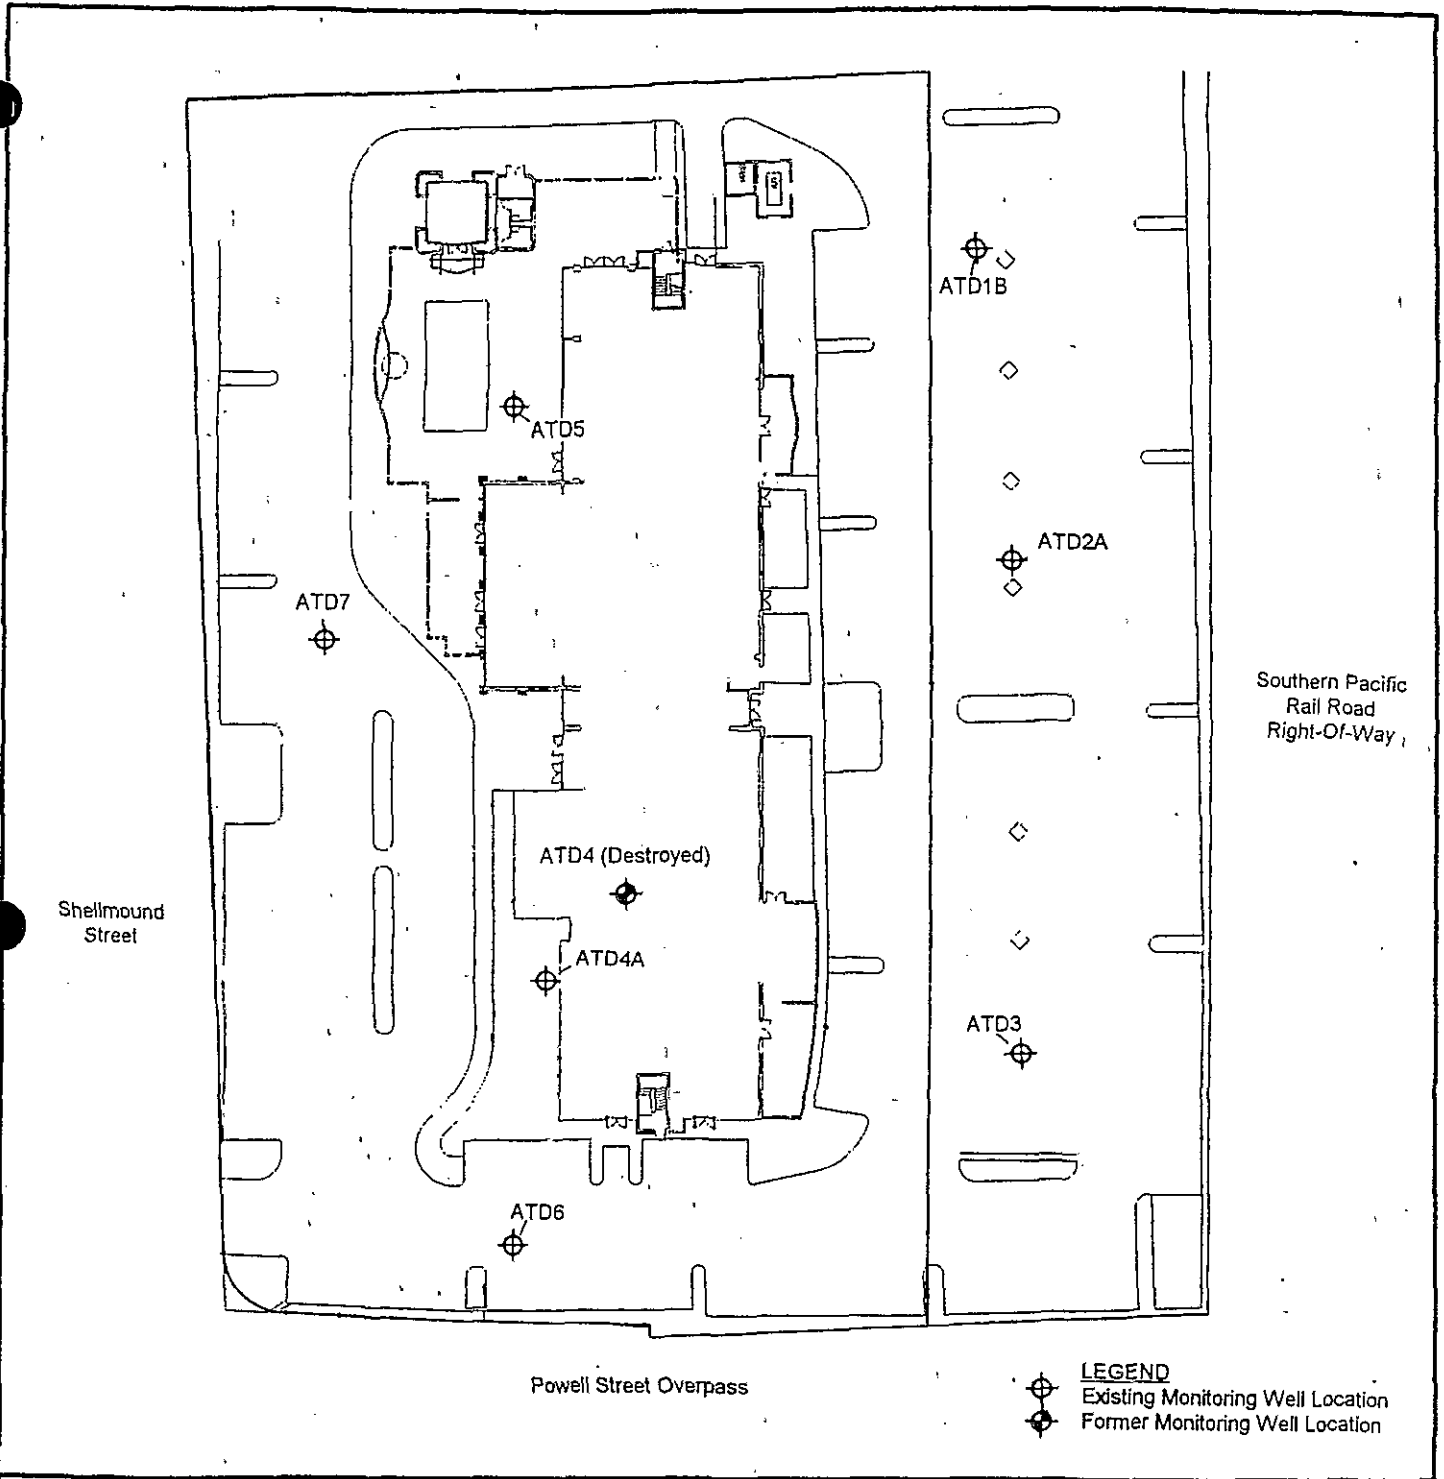 ATD1B
ATD5
ATD2A
ATD7
Southern Pacific
Rail Road
Right-Of-Way
ATD4 (Destroyed)
Shellmound
Street
ATD4A
ATD3
ATD6
Powell Street Overpass
LEGEND
Existing Monitoring Well Location
Former Monitoring Well Location